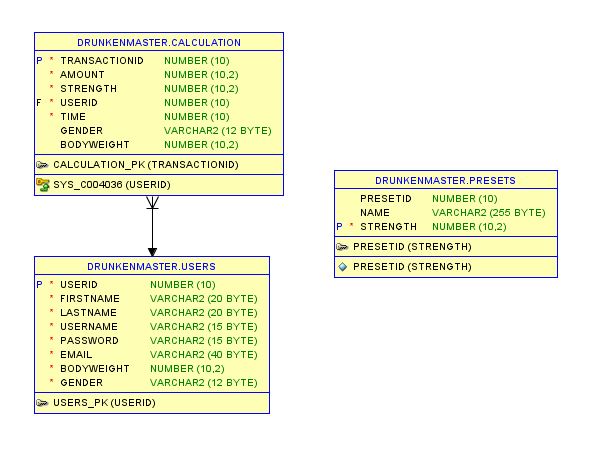 DRUNKENMASTER.CALCULATION
P * TRANSACTIONID NUMBER (10)
* AMOUNT NUMBER (10,2)
* STRENGTH NUMBER (10,2)
F * USERID NUMBER (10)
* TIME NUMBER (10)
GENDER VARCHAR2 (12 BYTE)
BODYWEIGHT NUMBER (10,2)
CALCULATION_PK (TRANSACTIONID)
SYS_C004036 (USERID)
DRUNKENMASTER.PRESETS
PRESETID NUMBER (10)
NAME VARCHAR2 (255 BYTE)
P * STRENGTH NUMBER (10,2)
PRESETID (STRENGTH)
PRESETID (STRENGTH)
DRUNKENMASTER.USERS
P * USERID NUMBER (10)
* FIRSTNAME VARCHAR2 (20 BYTE)
* LASTNAME VARCHAR2 (20 BYTE)
* USERNAME VARCHAR2 (15 BYTE)
* PASSWORD VARCHAR2 (15 BYTE)
* EMAIL VARCHAR2 (40 BYTE)
* BODYWEIGHT NUMBER (10,2)
* GENDER VARCHAR2 (12 BYTE)
USERS_PK (USERID)